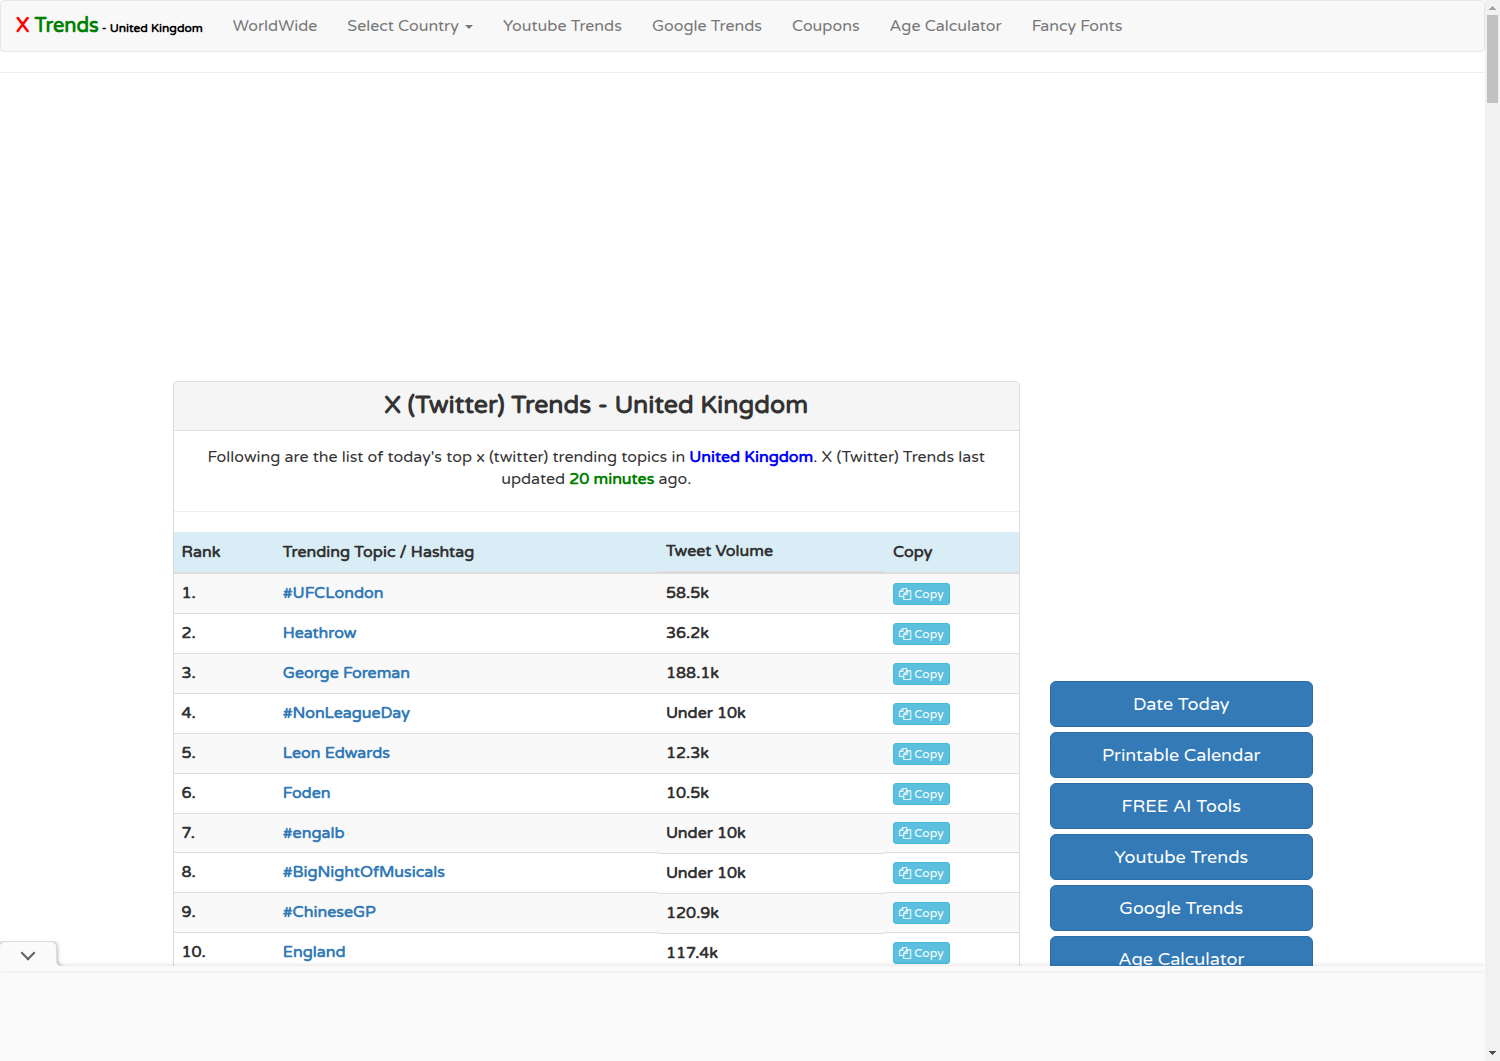 X Trends - United Kingdom WorldWide Select Country Youtube Trends Google Trends Coupons Age Calculator Fancy Fonts
X (Twitter) Trends - United Kingdom
Following are the list of today's top x (twitter) trending topics in United Kingdom. X (Twitter) Trends last
updated 20 minutes ago.
Rank Trending Topic / Hashtag Tweet Volume Copy
1. #UFCLondon 58.5k Copy
2. Heathrow 36.2k Copy
3. George Foreman 188.1k Copy
4. #NonLeagueDay Under 10k Copy
5. Leon Edwards 12.3k Copy
6. Foden 10.5k Copy
7. #engalb Under 10k Copy
8. #BigNightOfMusicals Under 10k Copy
9. #ChineseGP 120.9k Copy
10. England 117.4k Copy
Date Today
Printable Calendar
FREE AI Tools
Youtube Trends
Google Trends
Age Calculator